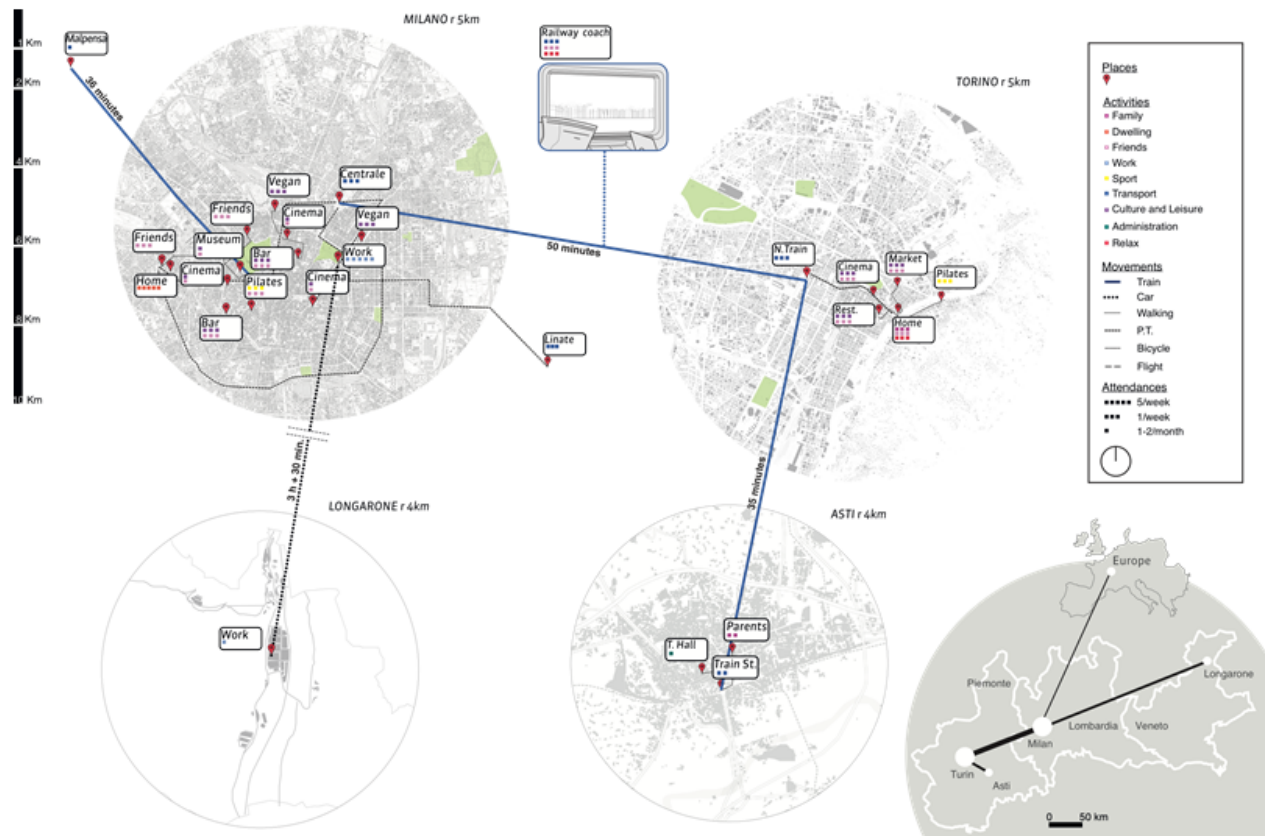 MILANO r 5km
Railway coach
Malpensa
1 Km
2 Km
36 minutes
4 Km
6 Km
8 Km
10 Km
Vegan
Centrale
Friends
Cinema
Vegan
Friends
Museum
Bar
Work
Home
Cinema
Pilates
Cinema
Bar
Linate
50 minutes
TORINO r 5km
N.Train
Cinema
Market
Pilates
Rest.
Home
Places
Activities
Family
Dwelling
Friends
Work
Sport
Transport
Culture and Leisure
Administration
Relax
Movements
Train
Car
Walking
P.T.
Bicycle
Flight
Attendances
5/week
1/week
1-2/month
3 h + 30 min.
35 minutes
LONGARONE r 4km
Work
ASTI r 4km
Parents
T. Hall
Train St.
Europe
Longarone
Piemonte
Lombardia
Veneto
Milan
Turin
Asti
0 50 km